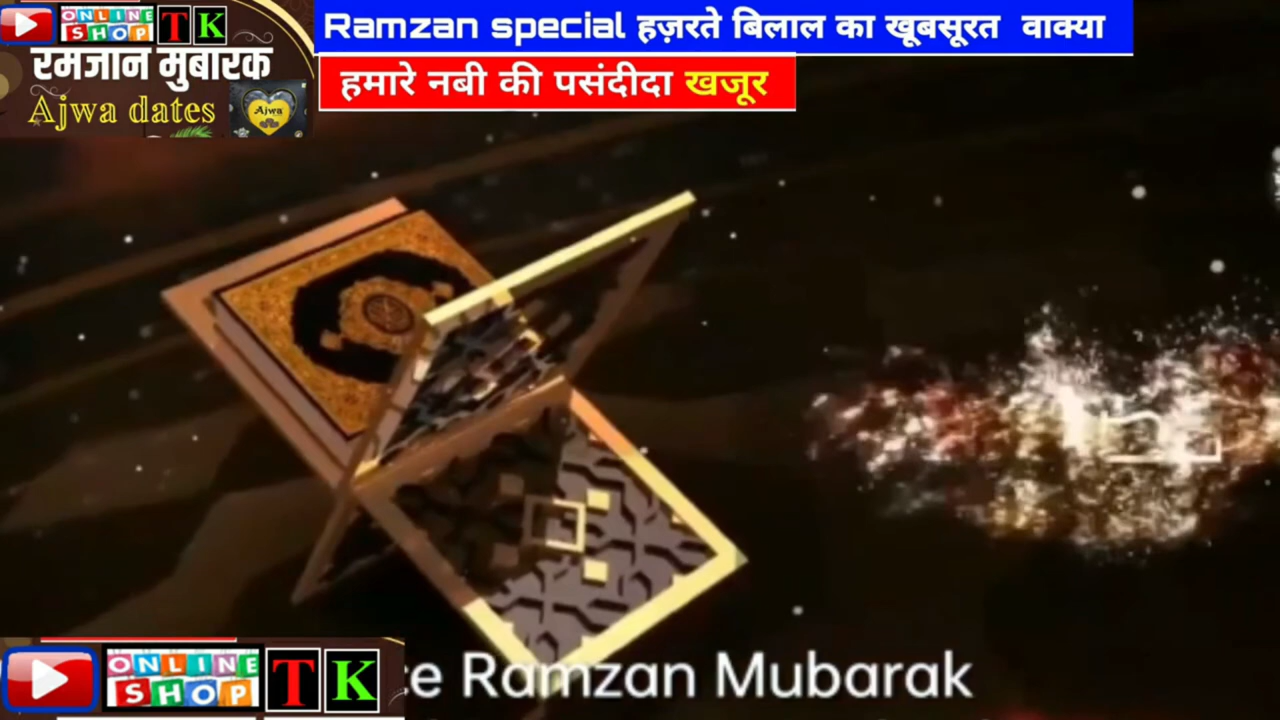 ONLINE
SHOP
T K
रमजान मुबारक
Ajwa dates
Ajwa
Ramzan special हज़रते बिलाल का खूबसूरत वाक्या
हमारे नबी की पसंदीदा खजूर
ONLINE
SHOP
T K
ce Ramzan Mubarak